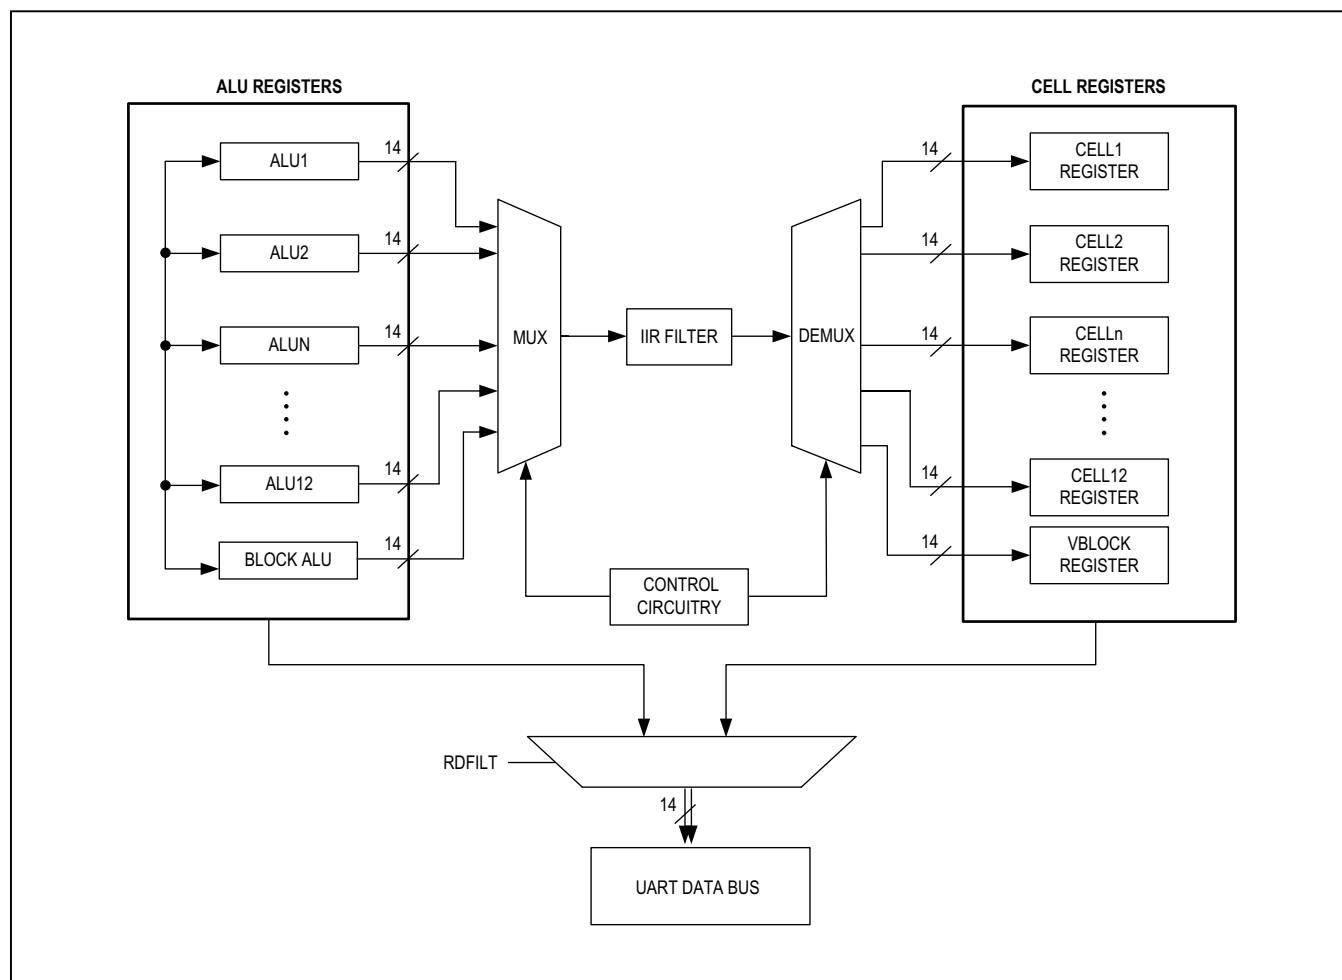 ALU REGISTERS
CELL REGISTERS
ALU1
14
14
CELL1
REGISTER
ALU2
14
14
CELL2
REGISTER
ALUN
14
MUX
IIR FILTER
DEMUX
14
CELLn
REGISTER
ALU12
14
14
CELL12
REGISTER
BLOCK ALU
14
14
VBLOCK
REGISTER
CONTROL
CIRCUITRY
RDFILT
14
UART DATA BUS